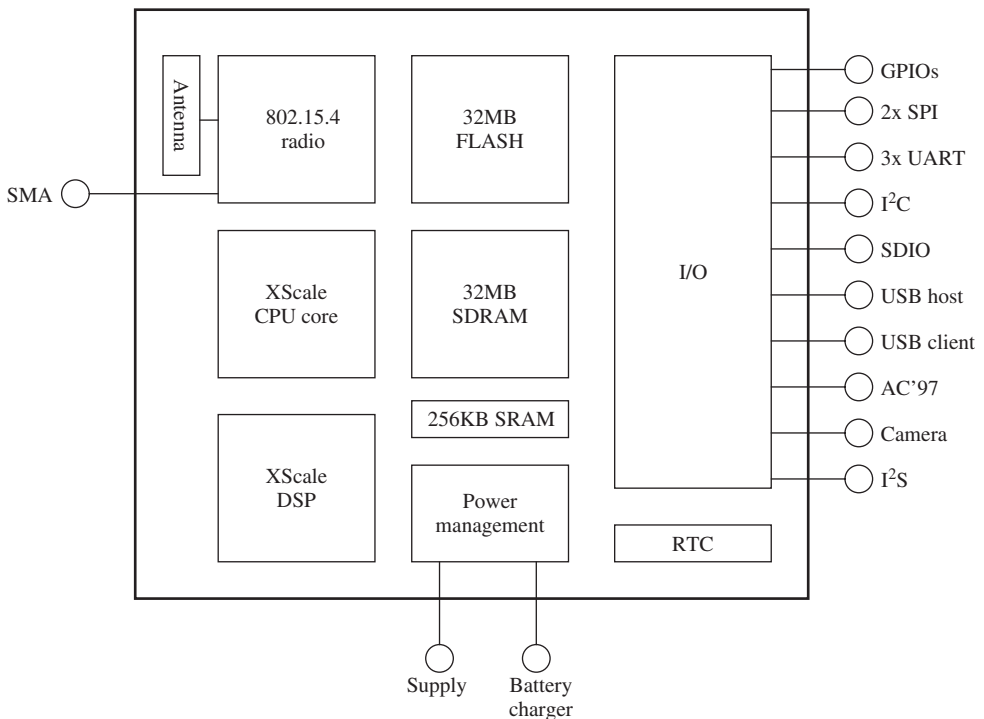 Antenna
802.15.4
radio
SMA
32MB
FLASH
XScale
CPU core
32MB
SDRAM
256KB SRAM
XScale
DSP
Power
management
I/O
RTC
GPIOs
2x SPI
3x UART
I²C
SDIO
USB host
USB client
AC’97
Camera
I²S
Supply
Battery
charger